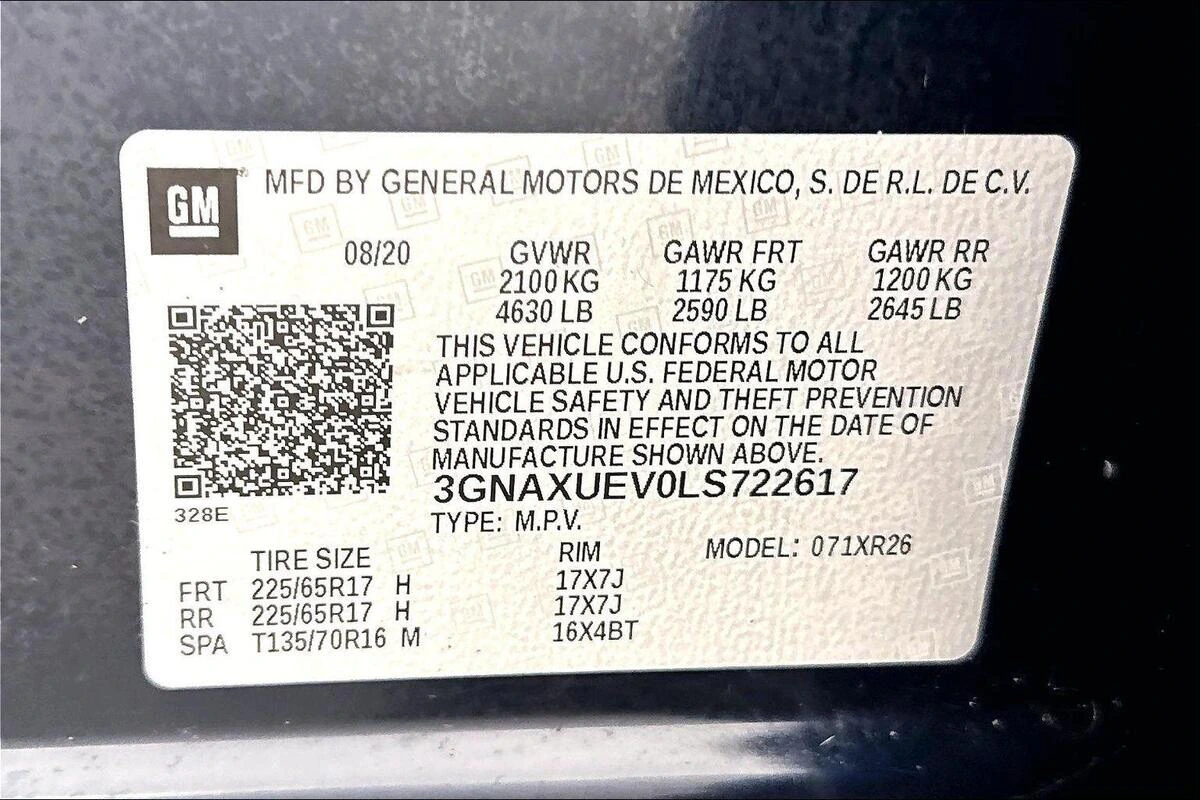 GM
MFD BY GENERAL MOTORS DE MEXICO, S. DE R.L. DE C.V.
08/20 GVWR GAWR FRT GAWR RR
2100 KG 1175 KG 1200 KG
4630 LB 2590 LB 2645 LB
THIS VEHICLE CONFORMS TO ALL
APPLICABLE U.S. FEDERAL MOTOR
VEHICLE SAFETY AND THEFT PREVENTION
STANDARDS IN EFFECT ON THE DATE OF
MANUFACTURE SHOWN ABOVE.
3GNAXUEV0LS722617
328E
TYPE: M.P.V.
TIRE SIZE RIM MODEL: 071XR26
FRT 225/65R17 H 17X7J
RR 225/65R17 H 17X7J
SPA T135/70R16 M 16X4BT